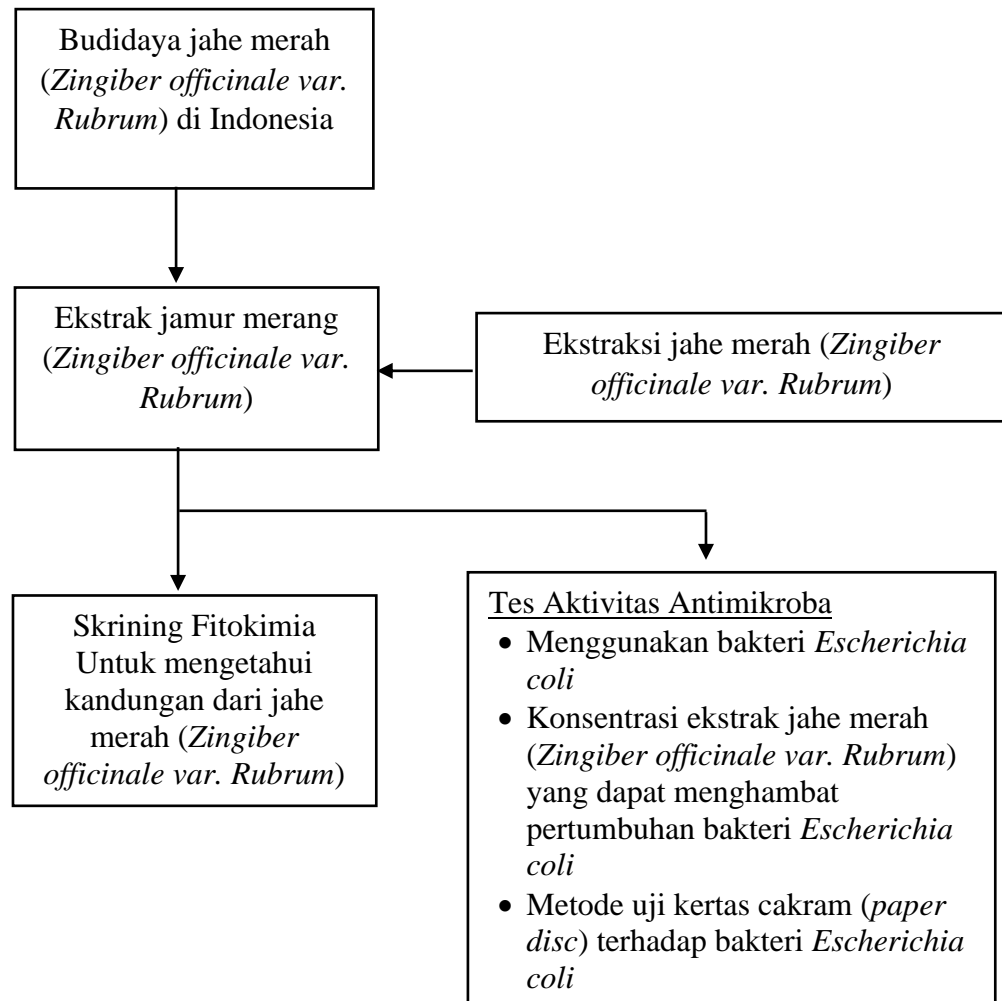 Budidaya jahe merah
(Zingiber officinale var.
Rubrum) di Indonesia
Ekstrak jamur merang
(Zingiber officinale var.
Rubrum)
Ekstraksi jahe merah (Zingiber
officinale var. Rubrum)
Skrining Fitokimia
Untuk mengetahui
kandungan dari jahe
merah (Zingiber
officinale var. Rubrum)
Tes Aktivitas Antimikroba
• Menggunakan bakteri Escherichia
coli
• Konsentrasi ekstrak jahe merah
(Zingiber officinale var. Rubrum)
yang dapat menghambat
pertumbuhan bakteri Escherichia
coli
• Metode uji kertas cakram (paper
disc) terhadap bakteri Escherichia
coli